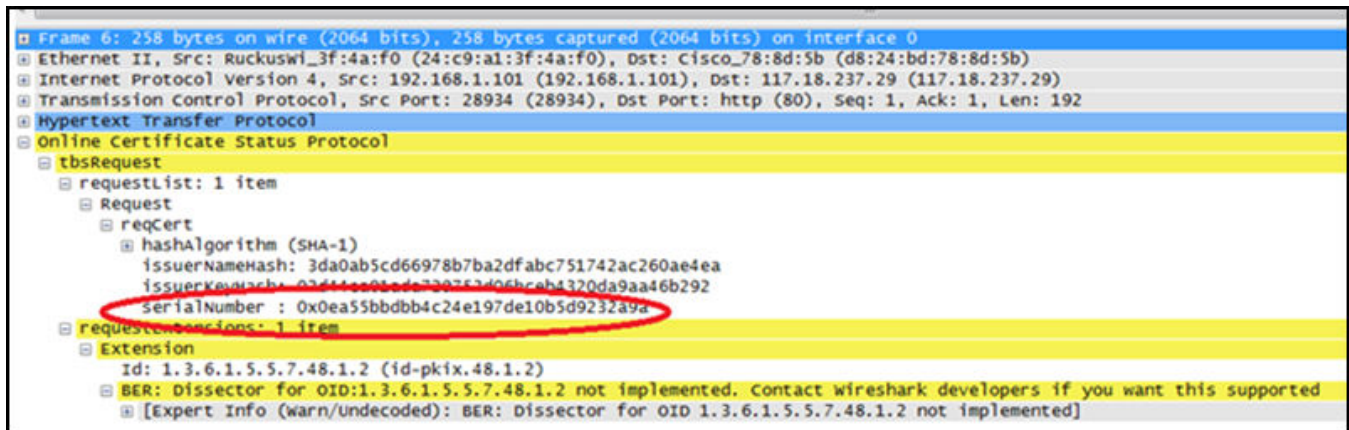 Frame 6: 258 bytes on wire (2064 bits), 258 bytes captured (2064 bits) on interface 0
Ethernet II, Src: RuckusWi_3f:4a:f0 (24:c9:a1:3f:4a:f0), Dst: Cisco_78:8d:5b (d8:24:bd:78:8d:5b)
Internet Protocol Version 4, Src: 192.168.1.101 (192.168.1.101), Dst: 117.18.237.29 (117.18.237.29)
Transmission Control Protocol, Src Port: 28934 (28934), Dst Port: http (80), Seq: 1, Ack: 1, Len: 192
Hypertext Transfer Protocol
Online Certificate Status Protocol
tbsRequest
requestList: 1 item
Request
reqCert
hashAlgorithm (SHA-1)
issuerNameHash: 3da0ab5cd66978b7ba2dfabc751742ac260ae4ea
issuerKeyHash:
serialNumber : 0x0ea55bbdbb4c24e197de10b5d9232a9a
requestExtensions: 1 item
Extension
Id: 1.3.6.1.5.5.7.48.1.2 (id-pkix.48.1.2)
BER: Dissector for OID:1.3.6.1.5.5.7.48.1.2 not implemented. Contact Wireshark developers if you want this supported
[Expert Info (Warn/Undecoded): BER: Dissector for OID 1.3.6.1.5.5.7.48.1.2 not implemented]